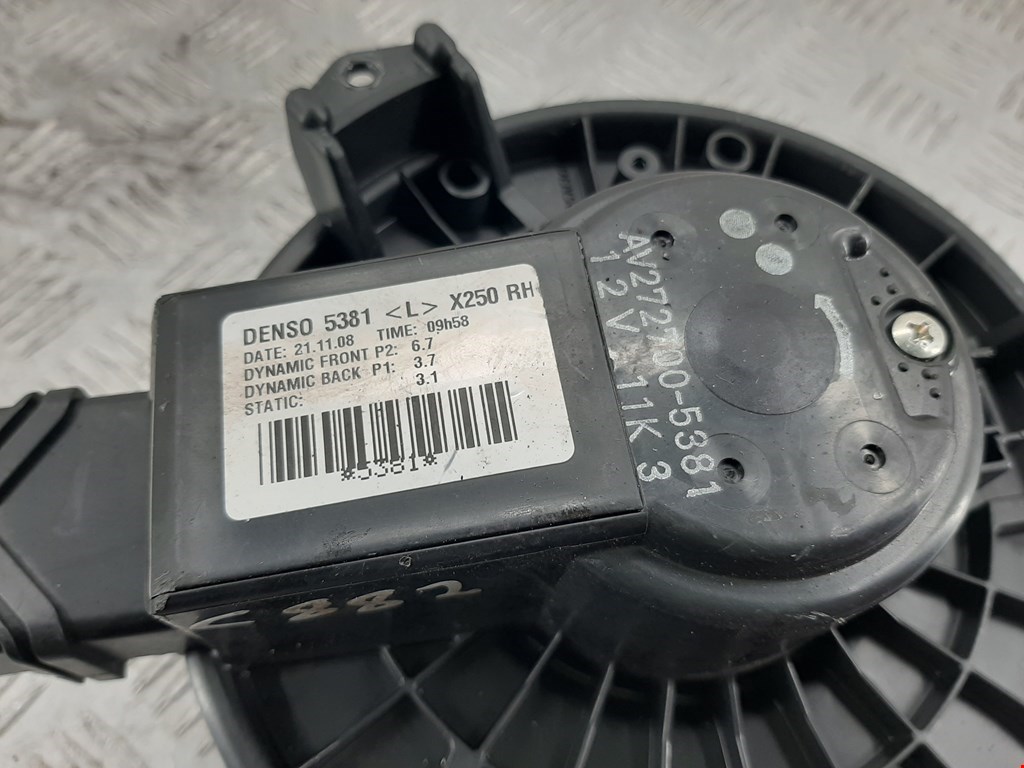 DENSO 5381 <L> X250 RH
DATE: 21.11.08 TIME: 09h58
DYNAMIC FRONT P2: 6.7
DYNAMIC BACK P1: 3.7
STATIC: 3.1
*5381*
AV272700-5381
12V 11K 3
C882